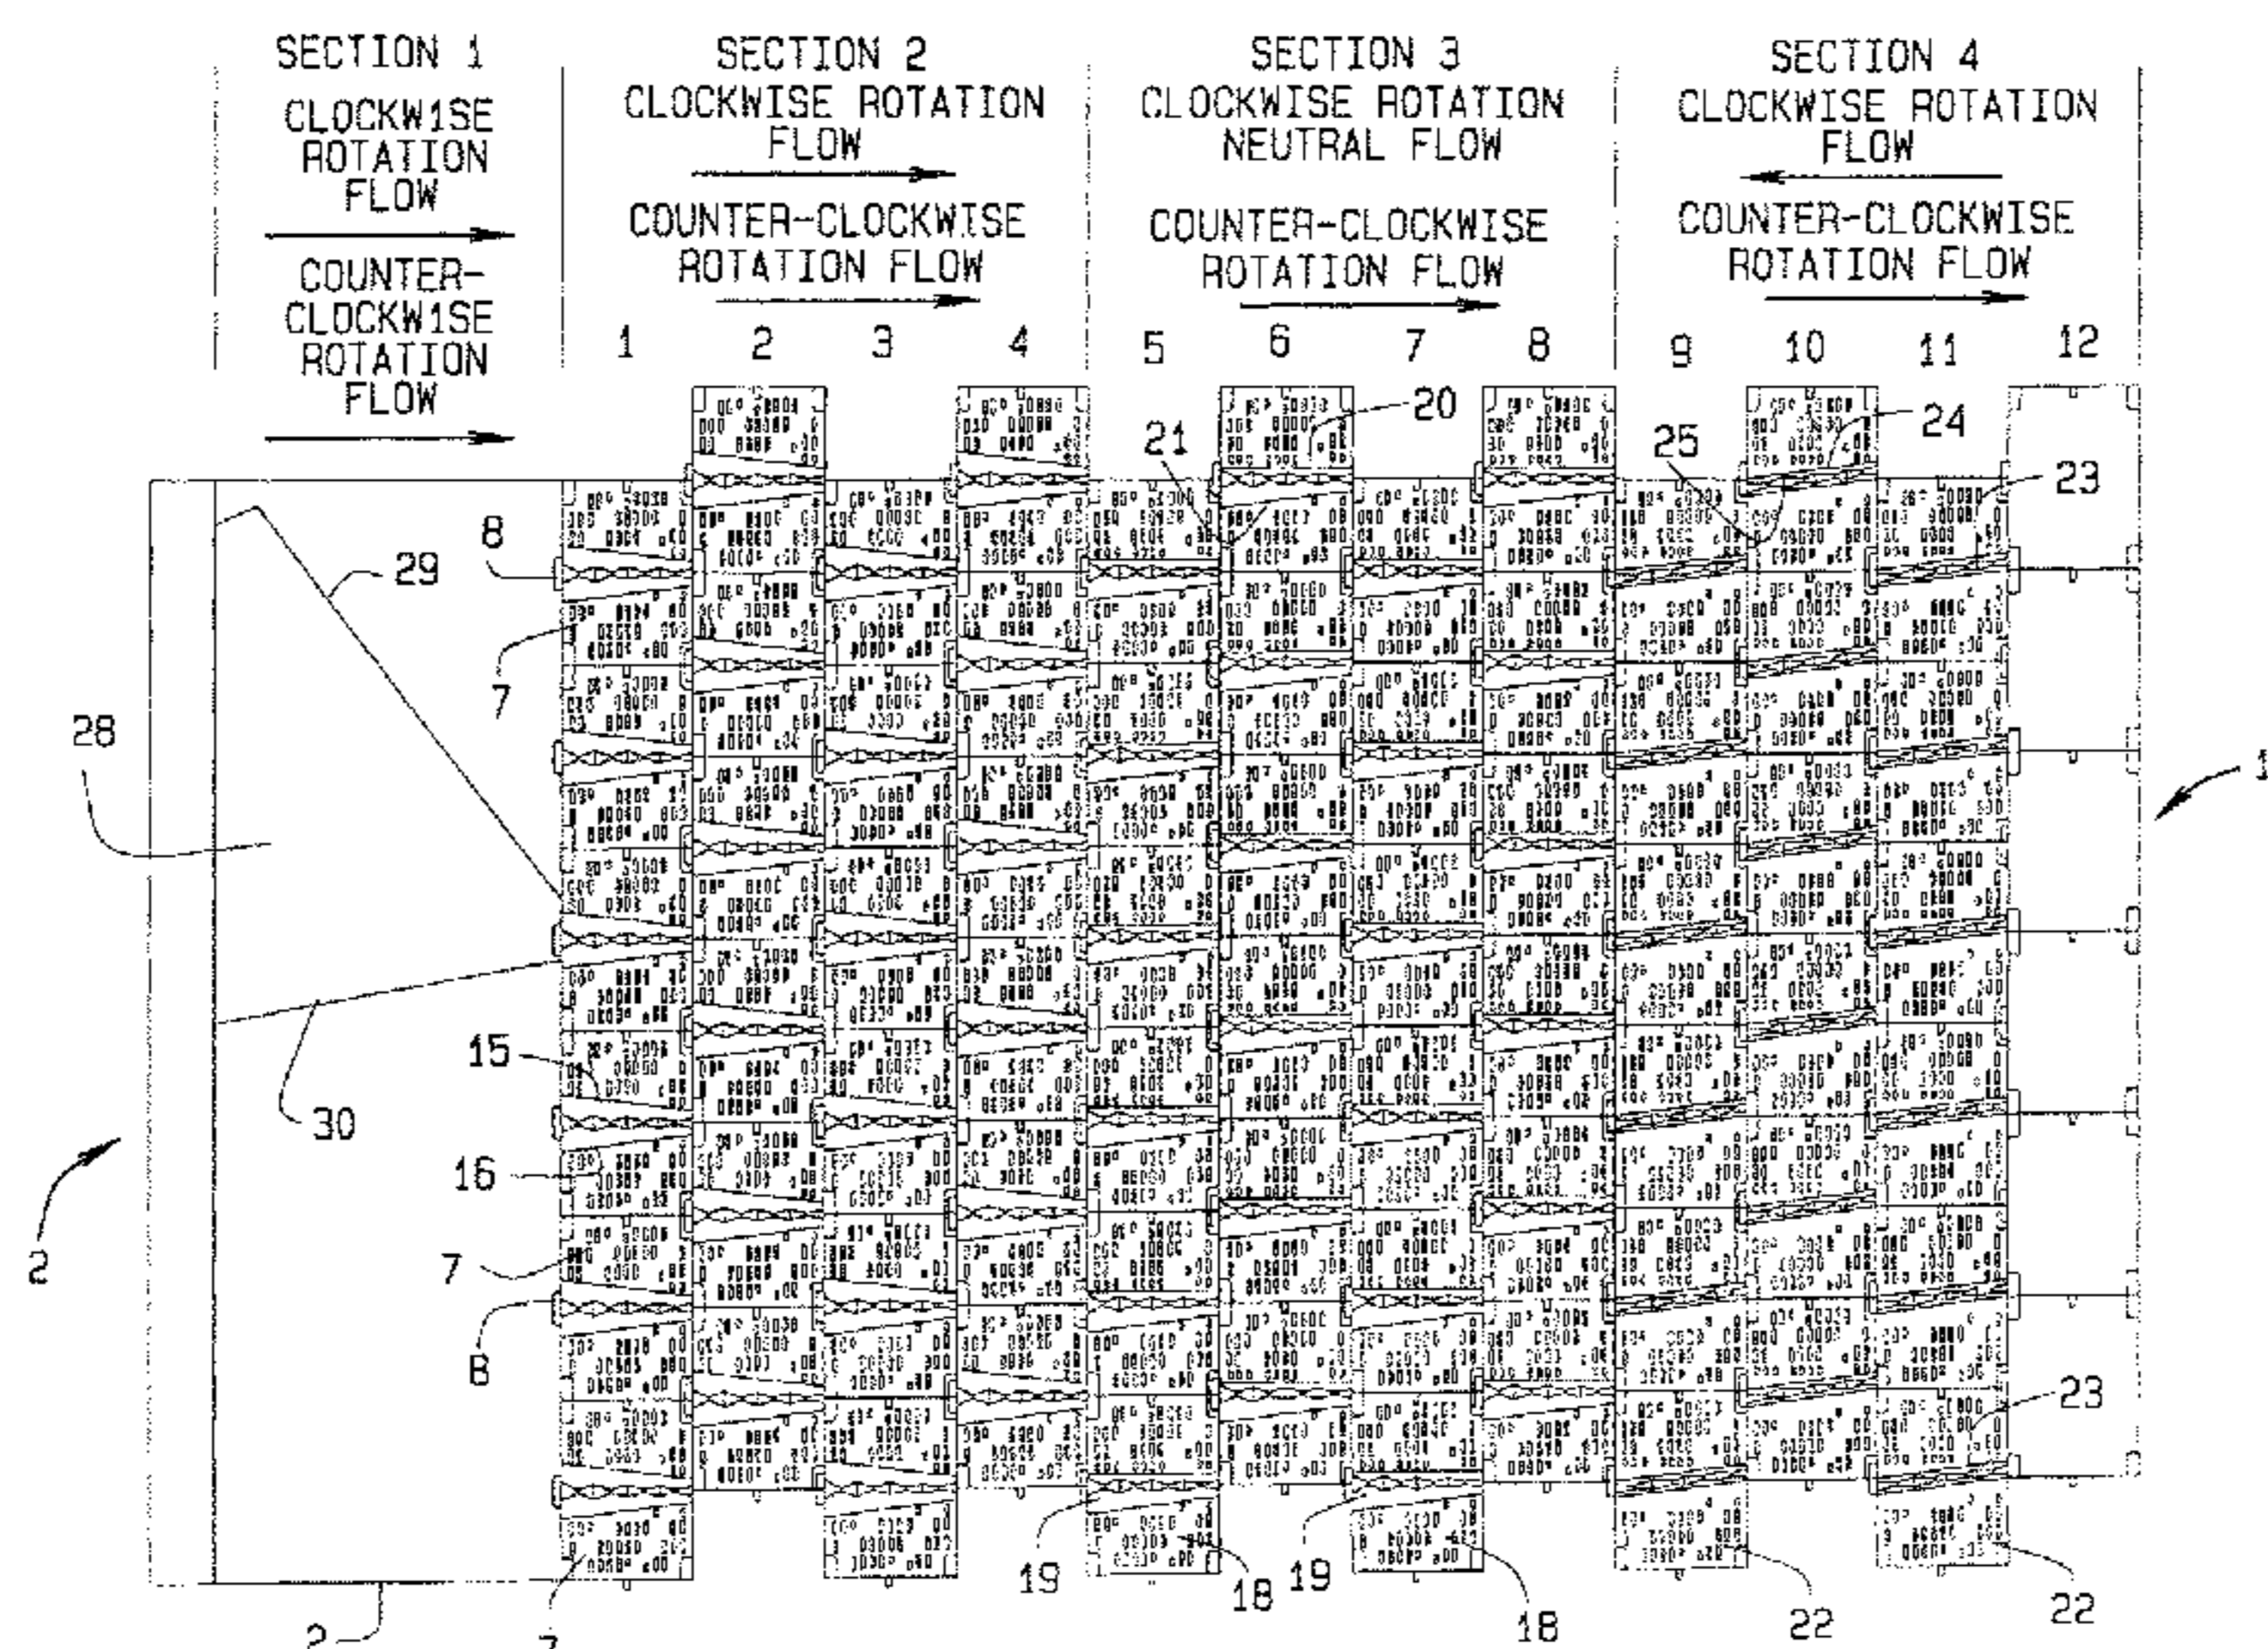 SECTION 1
CLOCKW1SE
ROTATION
FLOW
COUNTER-
CLOCKW1SE
ROTATION
FLOW
SECTION 2
CLOCKWISE ROTATION
FLOW
COUNTER-CLOCKWISE
ROTATION FLOW
SECTION 3
CLOCKWISE ROTATION
NEUTRAL FLOW
COUNTER-CLOCKWISE
ROTATION FLOW
SECTION 4
CLOCKWISE ROTATION
FLOW
COUNTER-CLOCKWISE
ROTATION FLOW
1 2 3 4 5 6 7 8 9 10 11 12
20
21
24
25
23
8
29
7
28
1
15
30
16
2
7
8
23
19
18
19
18
22
22
2
7